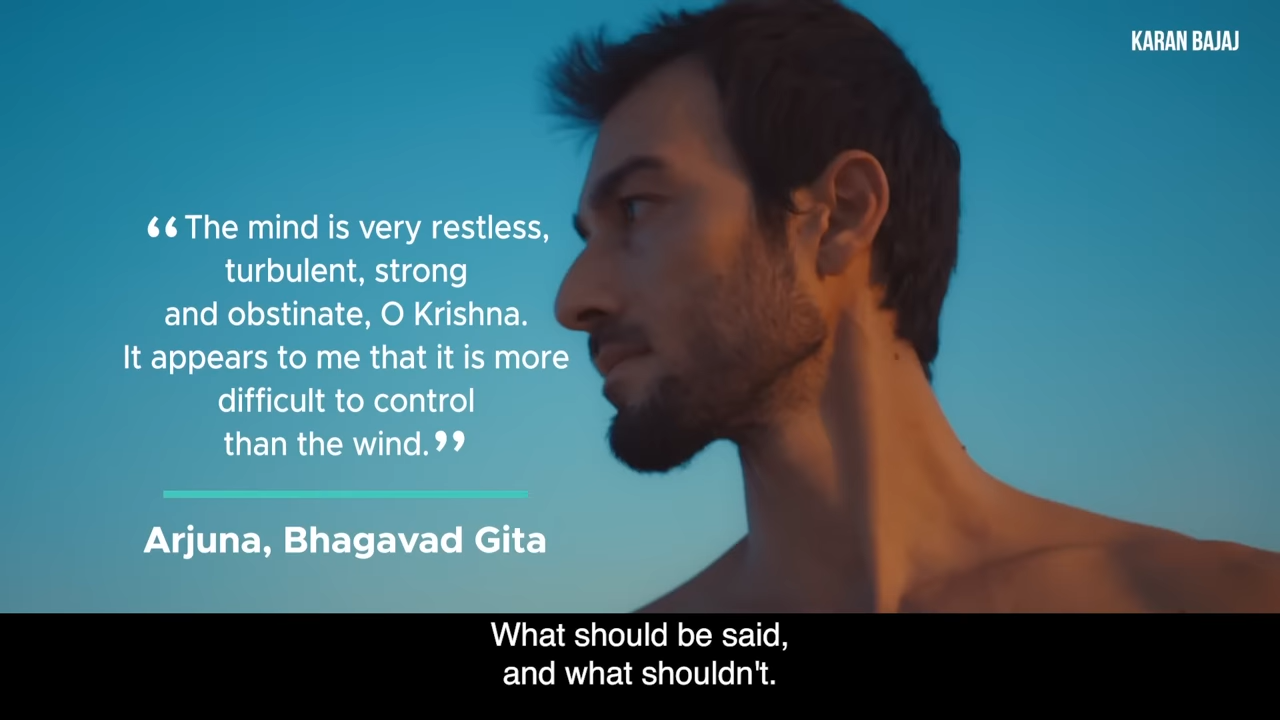 KARAN BAJAJ
“The mind is very restless,
turbulent, strong
and obstinate, O Krishna.
It appears to me that it is more
difficult to control
than the wind.”
Arjuna, Bhagavad Gita
What should be said,
and what shouldn't.